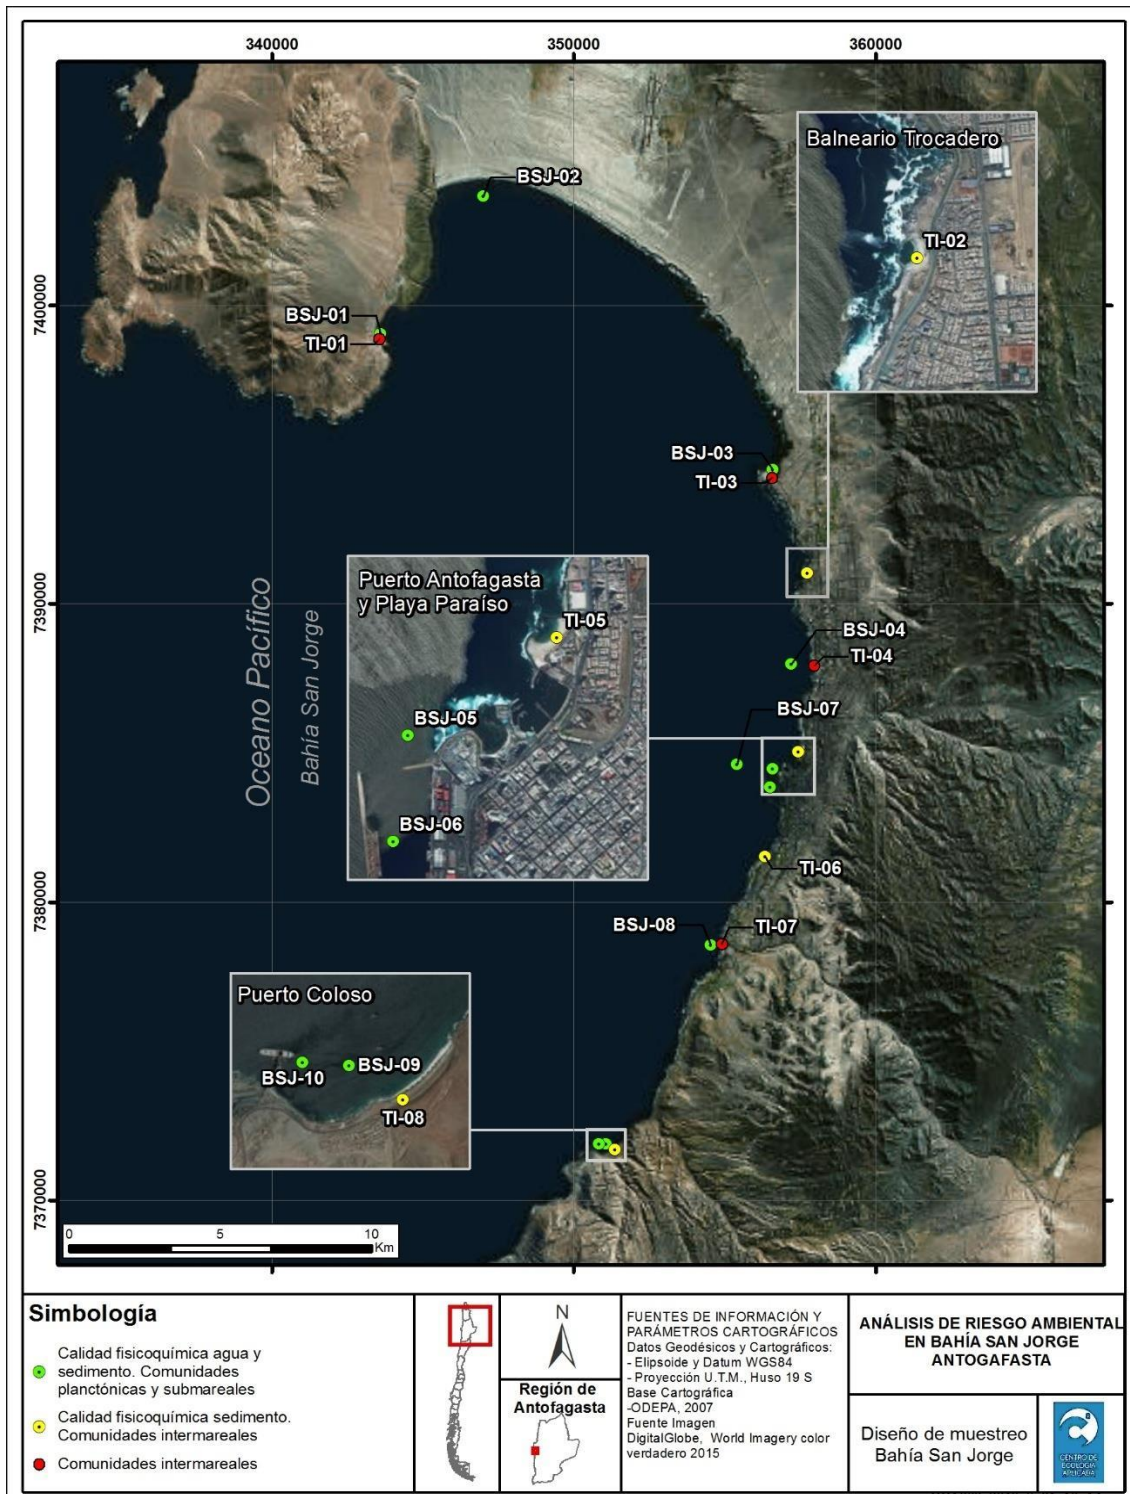 340000
350000
360000
Balneario Trocadero
BSJ-02
TI-02
7400000
BSJ-01
TI-01
BSJ-03
TI-03
Puerto Antofagasta
y Playa Paraíso
TI-05
7390000
Oceano Pacífico
Bahía San Jorge
BSJ-04
TI-04
BSJ-05
BSJ-07
BSJ-06
TI-06
7380000
BSJ-08
TI-07
Puerto Coloso
BSJ-10
BSJ-09
TI-08
7370000
0
5
10
Km
Simbología
Calidad fisicoquímica agua y
sedimento. Comunidades
planctónicas y submareales
Calidad fisicoquímica sedimento.
Comunidades intermareales
Comunidades intermareales
N
Región de
Antofagasta
FUENTES DE INFORMACIÓN Y
PARÁMETROS CARTOGRÁFICOS
Datos Geodésicos y Cartográficos:
- Elipsoide y Datum WGS84
- Proyección U.T.M., Huso 19 S
Base Cartográfica
-ODEPA, 2007
Fuente Imagen
DigitalGlobe, World Imagery color
verdadero 2015
ANÁLISIS DE RIESGO AMBIENTAL
EN BAHÍA SAN JORGE
ANTOGAFASTA
Diseño de muestreo
Bahía San Jorge
CENTRO DE
ECOLOGÍA
APLICADA